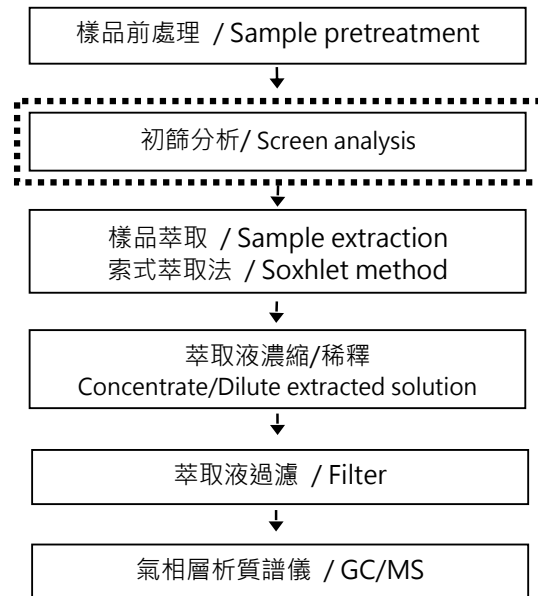 樣品前處理 / Sample pretreatment
初篩分析/ Screen analysis
樣品萃取 / Sample extraction
索式萃取法 / Soxhlet method
萃取液濃縮/稀釋
Concentrate/Dilute extracted solution
萃取液過濾 / Filter
氣相層析質譜儀 / GC/MS